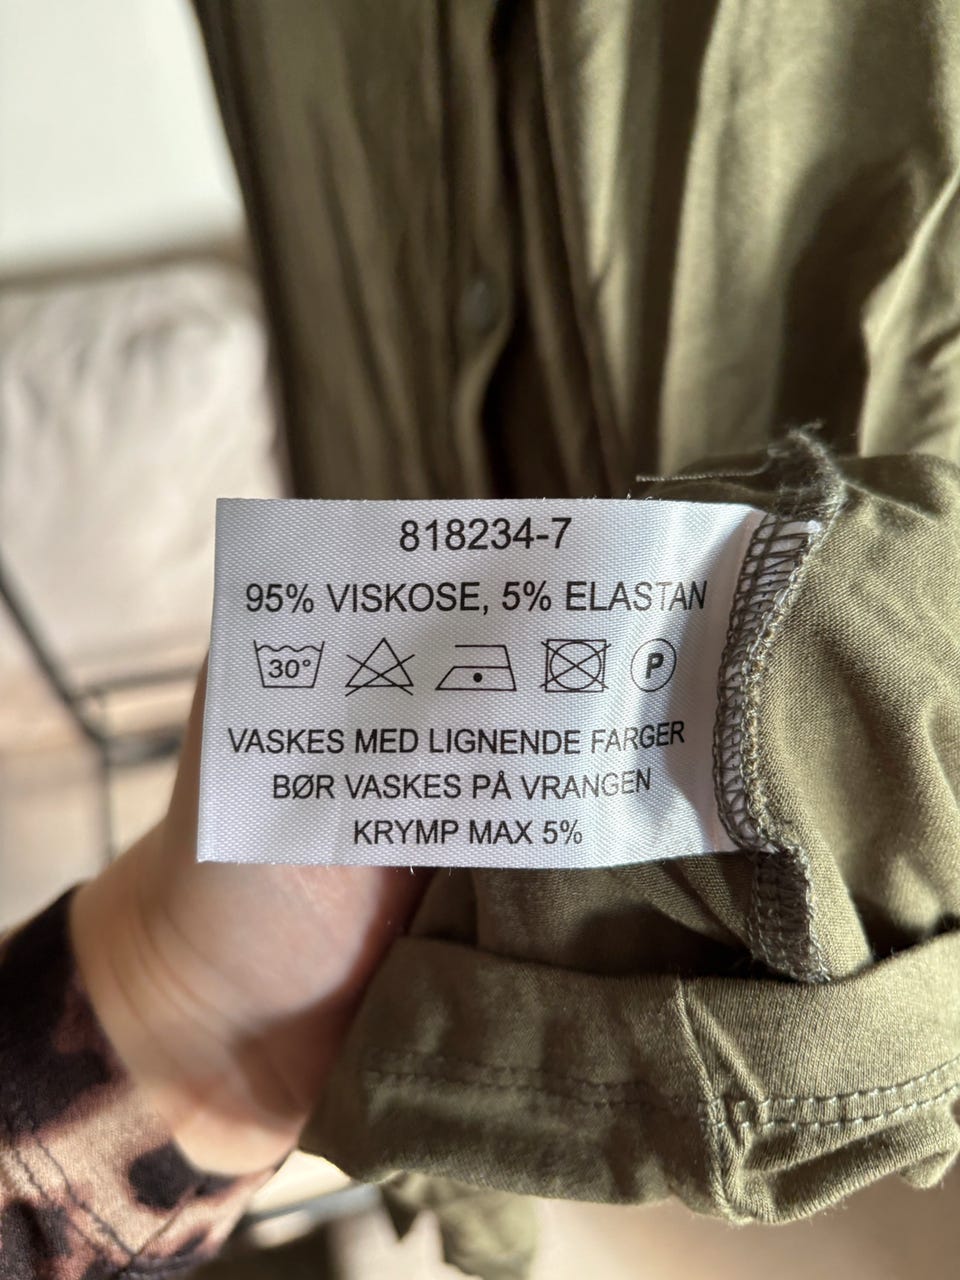 818234-7
95% VISKOSE, 5% ELASTAN
30° P
VASKES MED LIGNENDE FARGER
BØR VASKES PÅ VRANGEN
KRYMP MAX 5%